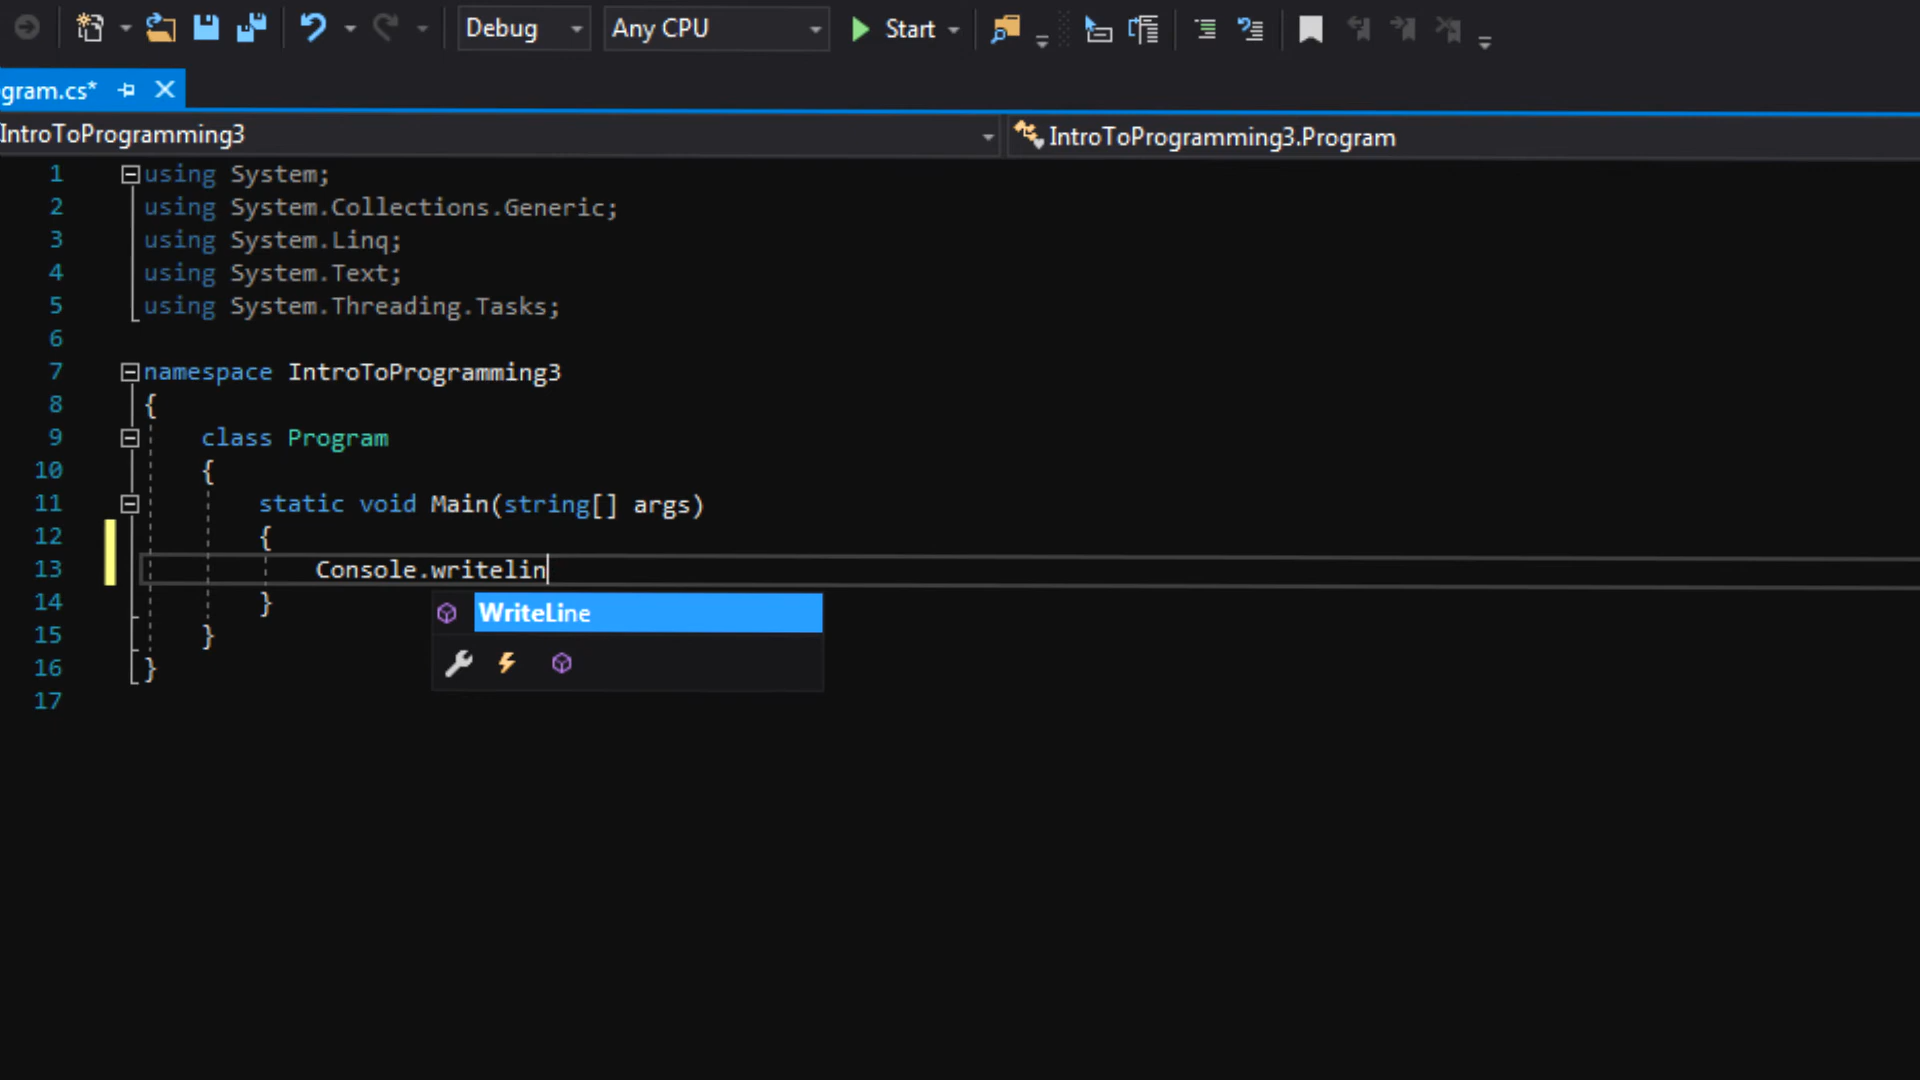 Debug Any CPU Start
gram.cs*
IntroToProgramming3 IntroToProgramming3.Program
1 using System;
2 using System.Collections.Generic;
3 using System.Linq;
4 using System.Text;
5 using System.Threading.Tasks;
6
7 namespace IntroToProgramming3
8 {
9 class Program
10 {
11 static void Main(string[] args)
12 {
13 Console.writelin
WriteLine
14 }
15 }
16 }
17